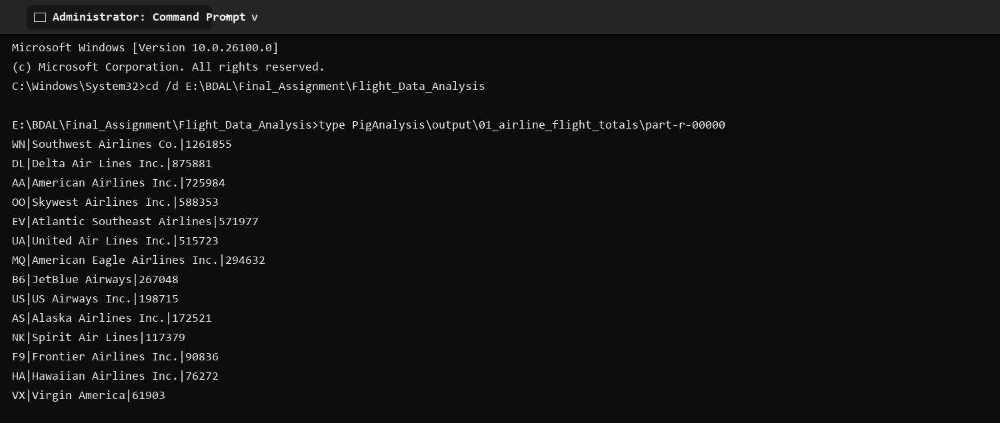 Administrator: Command Prompt v
Microsoft Windows [Version 10.0.26100.0]
(c) Microsoft Corporation. All rights reserved.
C:\Windows\System32>cd /d E:\BDAL\Final_Assignment\Flight_Data_Analysis
E:\BDAL\Final_Assignment\Flight_Data_Analysis>type PigAnalysis\output\01_airline_flight_totals\part-r-00000
WN|Southwest Airlines Co.|1261855
DL|Delta Air Lines Inc.|875881
AA|American Airlines Inc.|725984
OO|Skywest Airlines Inc.|588353
EV|Atlantic Southeast Airlines|571977
UA|United Air Lines Inc.|515723
MQ|American Eagle Airlines Inc.|294632
B6|JetBlue Airways|267048
US|US Airways Inc.|198715
AS|Alaska Airlines Inc.|172521
NK|Spirit Air Lines|117379
F9|Frontier Airlines Inc.|90836
HA|Hawaiian Airlines Inc.|76272
VX|Virgin America|61903